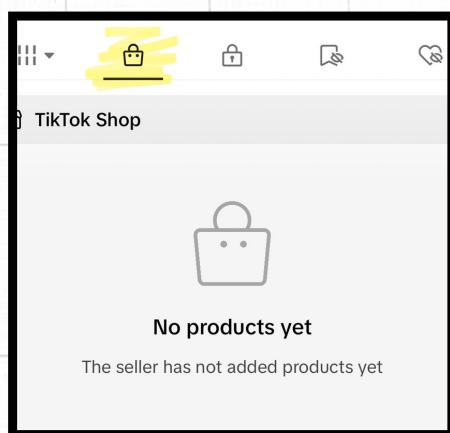 TikTok Shop
No products yet
The seller has not added products yet